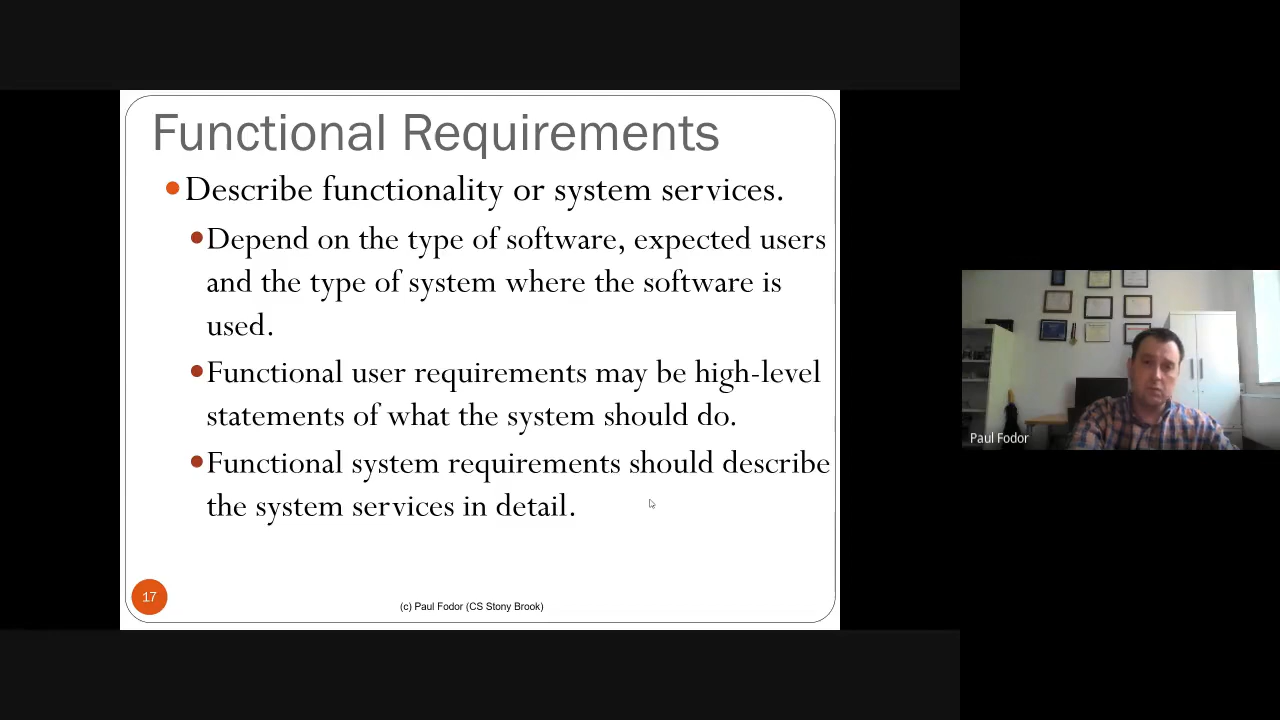 Functional Requirements
•Describe functionality or system services.
•Depend on the type of software, expected users
and the type of system where the software is
used.
•Functional user requirements may be high-level
statements of what the system should do.
•Functional system requirements should describe
the system services in detail.
17
(c) Paul Fodor (CS Stony Brook)
Paul Fodor